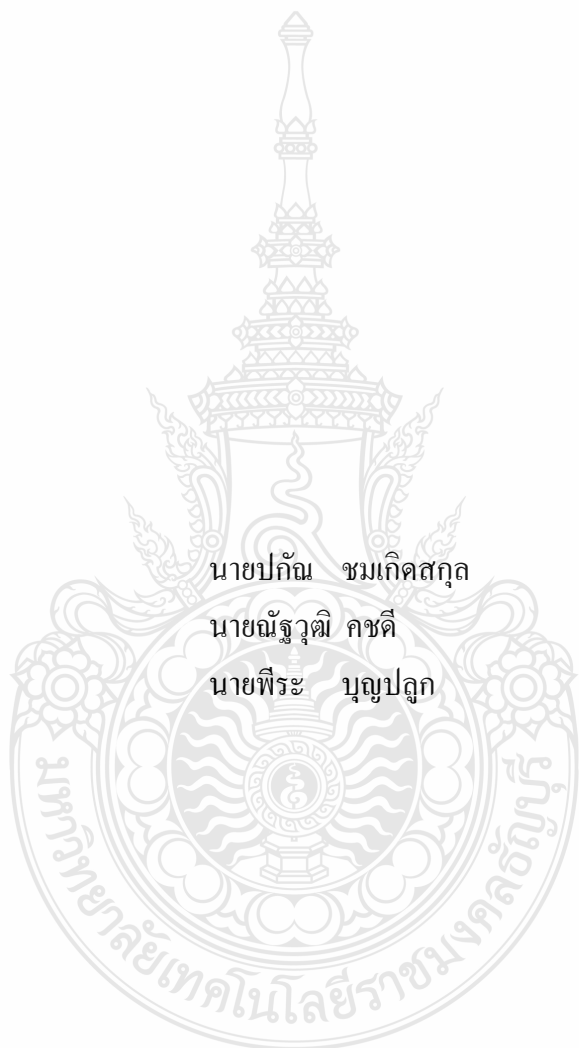 นายปกัณ ชมเกิดสกุล
นายณัฐวุฒิ คชดี
นายพีระ บุญปลูก
มหาวิทยาลัยเทคโนโลยีราชมงคลธัญบุรี